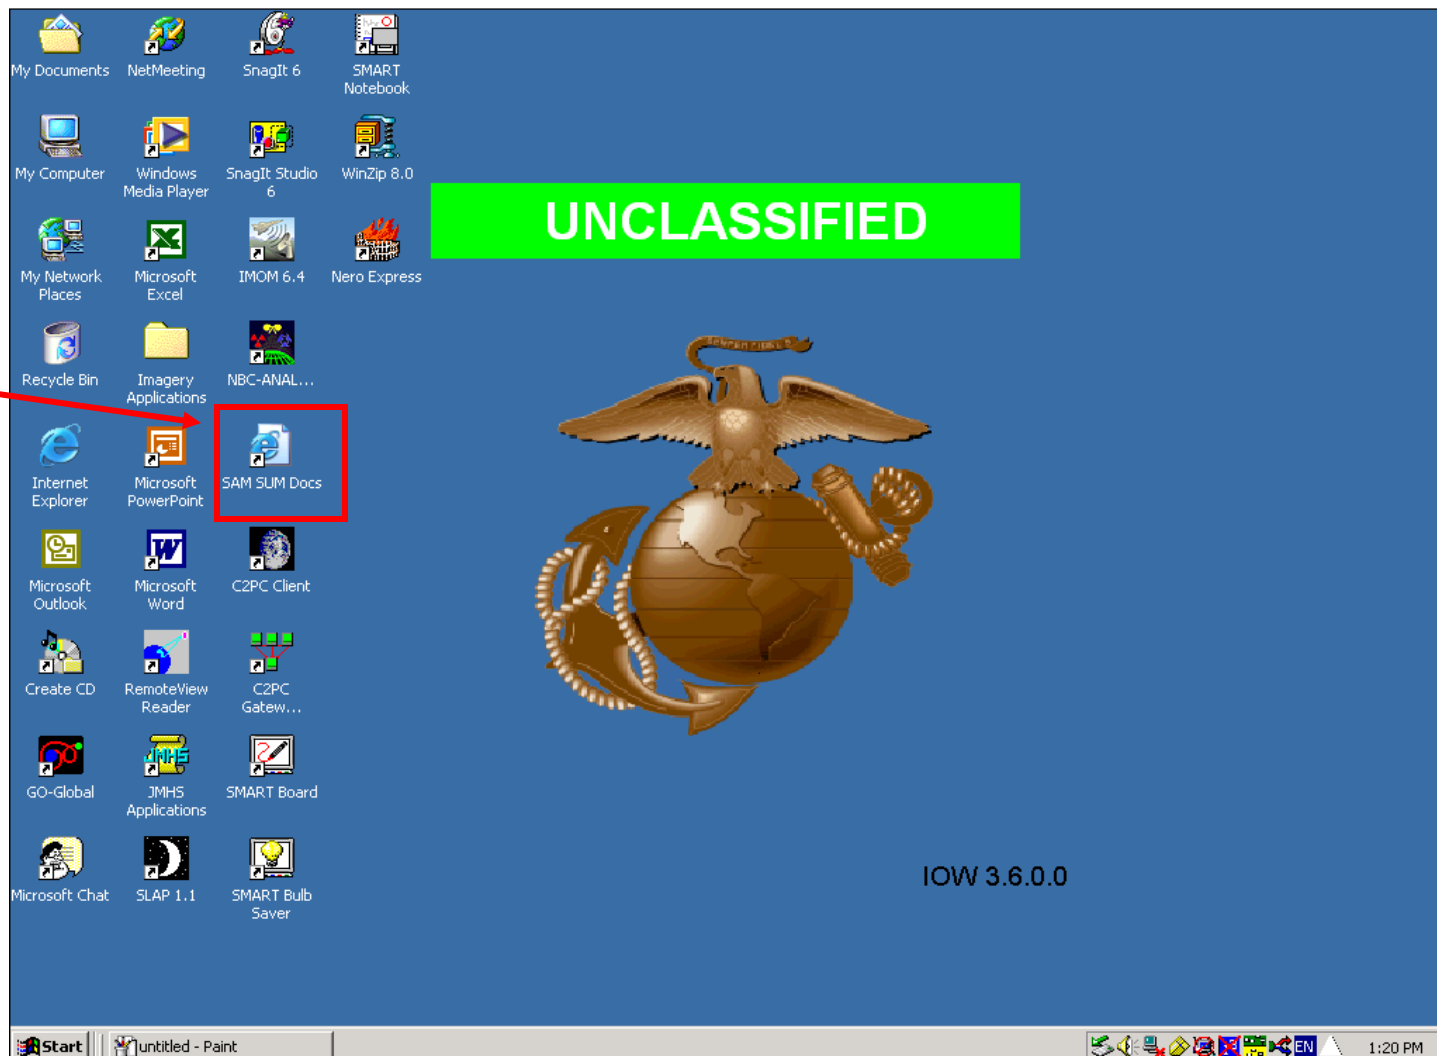 My Documents
NetMeeting
SnagIt 6
SMART
Notebook
My Computer
Windows
Media Player
SnagIt Studio
6
WinZip 8.0
UNCLASSIFIED
My Network
Places
Microsoft
Excel
IMOM 6.4
Nero Express
Recycle Bin
Imagery
Applications
NBC-ANAL...
Internet
Explorer
Microsoft
PowerPoint
SAM SUM Docs
Microsoft
Outlook
Microsoft
Word
C2PC Client
Create CD
RemoteView
Reader
C2PC
Gatew...
GO-Global
JMHS
Applications
SMART Board
Microsoft Chat
SLAP 1.1
SMART Bulb
Saver
IOW 3.6.0.0
Start
untitled - Paint
EN
1:20 PM